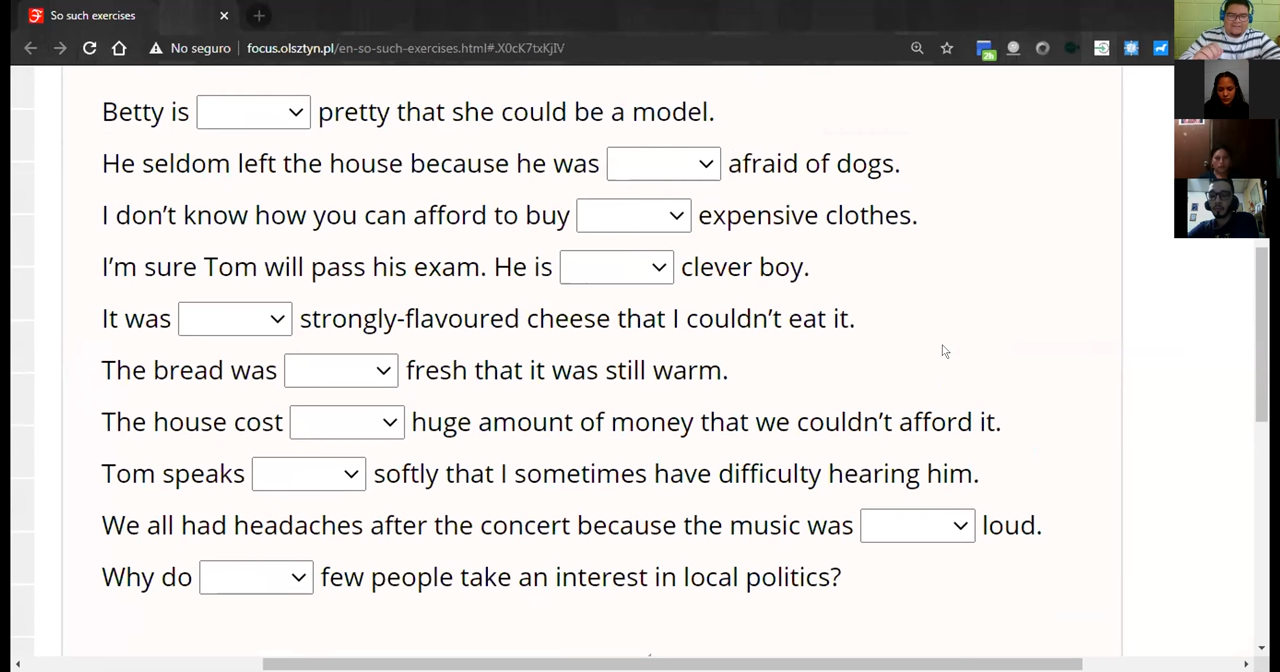 So such exercises
No seguro
focus.olsztyn.pl/en-so-such-exercises.html#.X0cK7txKjIV
2h
Betty is pretty that she could be a model.
He seldom left the house because he was afraid of dogs.
I don’t know how you can afford to buy expensive clothes.
I’m sure Tom will pass his exam. He is clever boy.
It was strongly-flavoured cheese that I couldn’t eat it.
The bread was fresh that it was still warm.
The house cost huge amount of money that we couldn’t afford it.
Tom speaks softly that I sometimes have difficulty hearing him.
We all had headaches after the concert because the music was loud.
Why do few people take an interest in local politics?